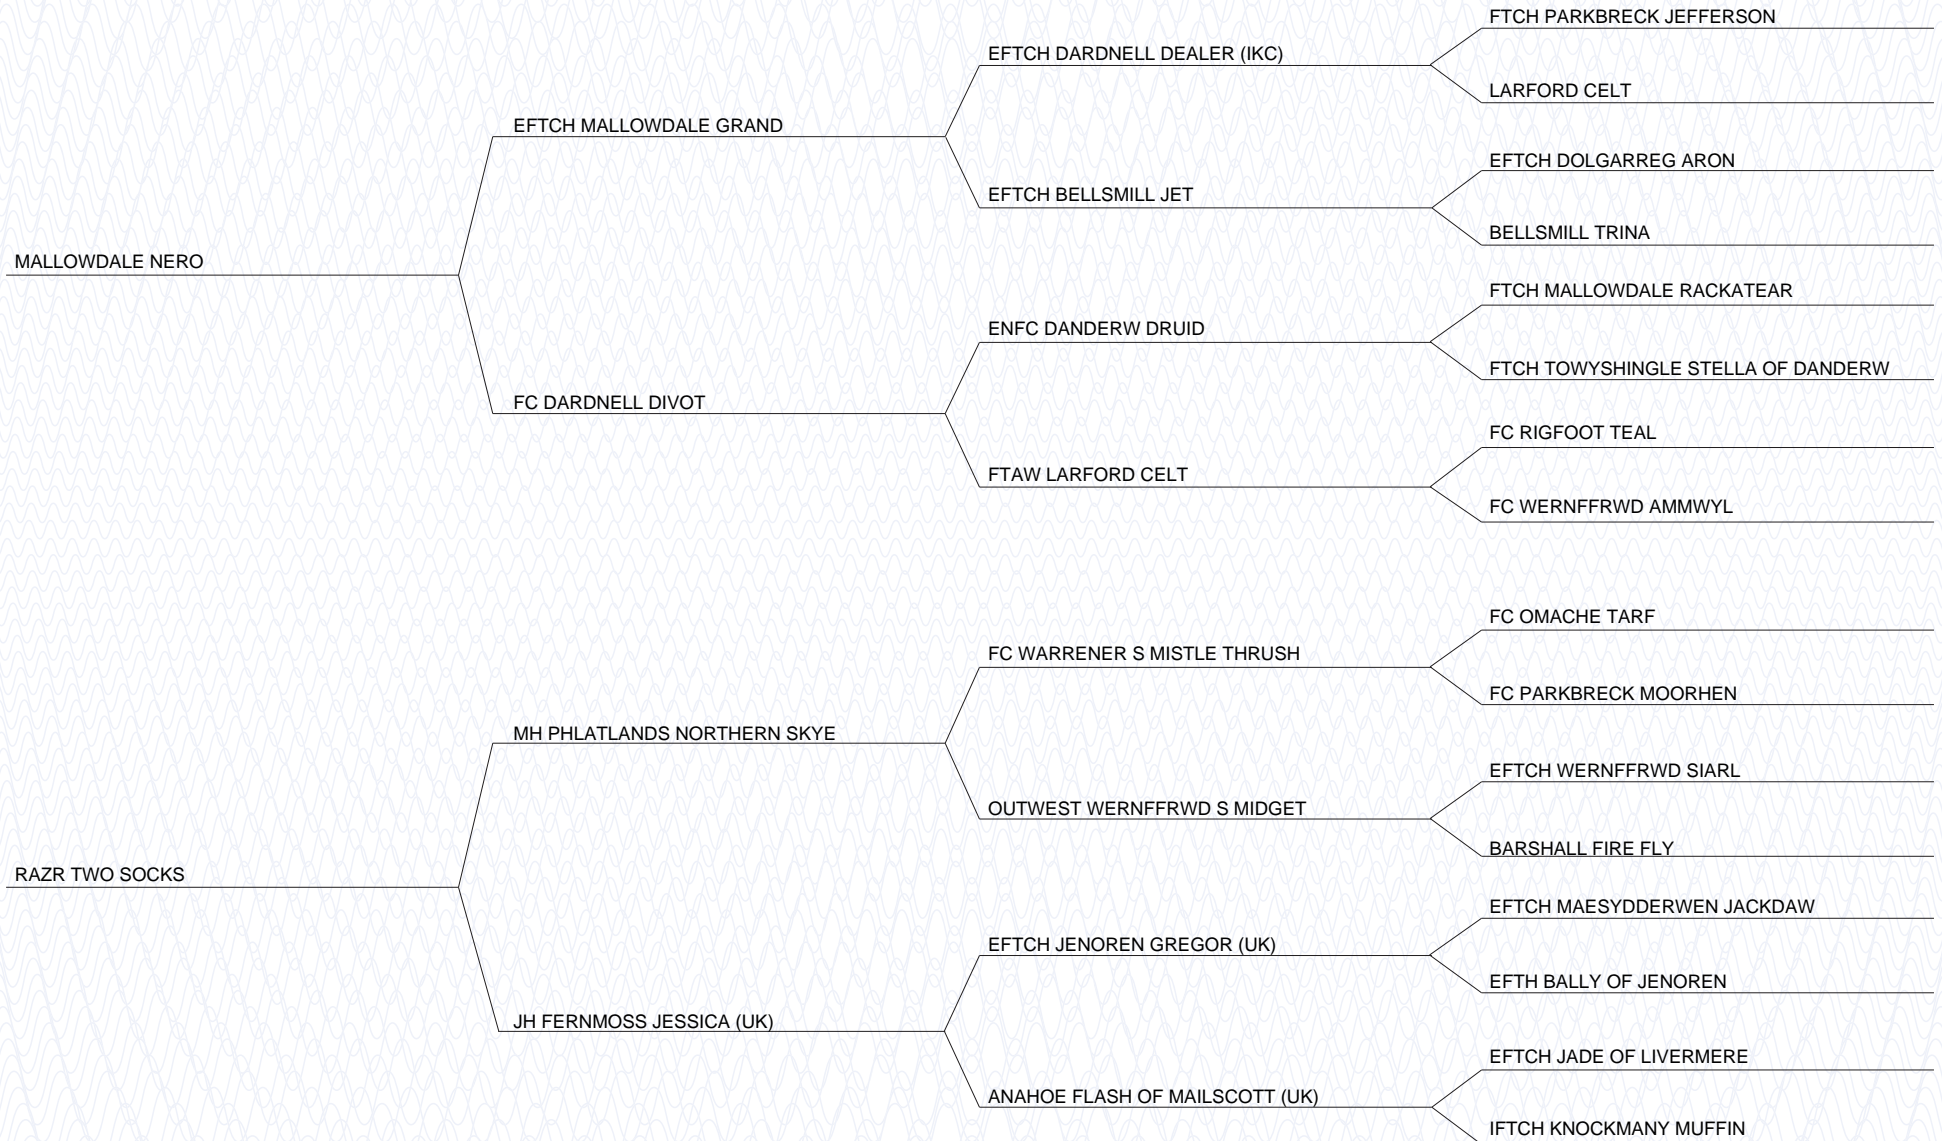 FTCH PARKBRECK JEFFERSON
EFTCH DARDNELL DEALER (IKC)
LARFORD CELT
EFTCH MALLOWDALE GRAND
EFTCH DOLGARREG ARON
EFTCH BELLSMILL JET
BELLSMILL TRINA
MALLOWDALE NERO
FTCH MALLOWDALE RACKATEAR
ENFC DANDERW DRUID
FTCH TOWYSHINGLE STELLA OF DANDERW
FC DARDNELL DIVOT
FC RIGFOOT TEAL
FTAW LARFORD CELT
FC WERNFFRWD AMMWYL
FC OMACHE TARF
FC WARRENER S MISTLE THRUSH
FC PARKBRECK MOORHEN
MH PHLATLANDS NORTHERN SKYE
EFTCH WERNFFRWD SIARL
OUTWEST WERNFFRWD S MIDGET
BARSHALL FIRE FLY
RAZR TWO SOCKS
EFTCH MAESYDDERWEN JACKDAW
EFTCH JENOREN GREGOR (UK)
EFTH BALLY OF JENOREN
JH FERNMOSS JESSICA (UK)
EFTCH JADE OF LIVERMERE
ANAHOE FLASH OF MAILSCOTT (UK)
IFTCH KNOCKMANY MUFFIN